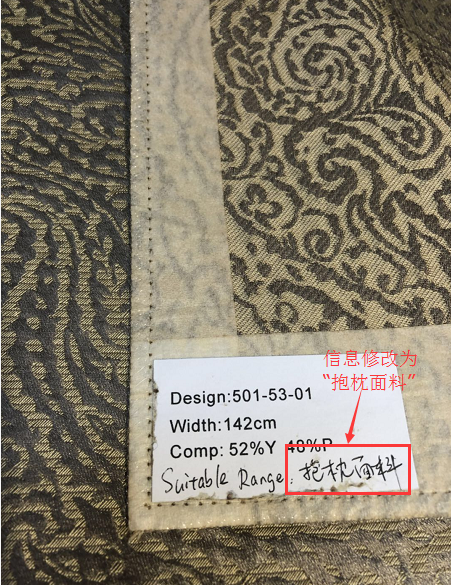 信息修改为
“抱枕面料”
Design:501-53-01
Width:142cm
Comp: 52%Y 48%P
Suitable Range: 抱枕面料